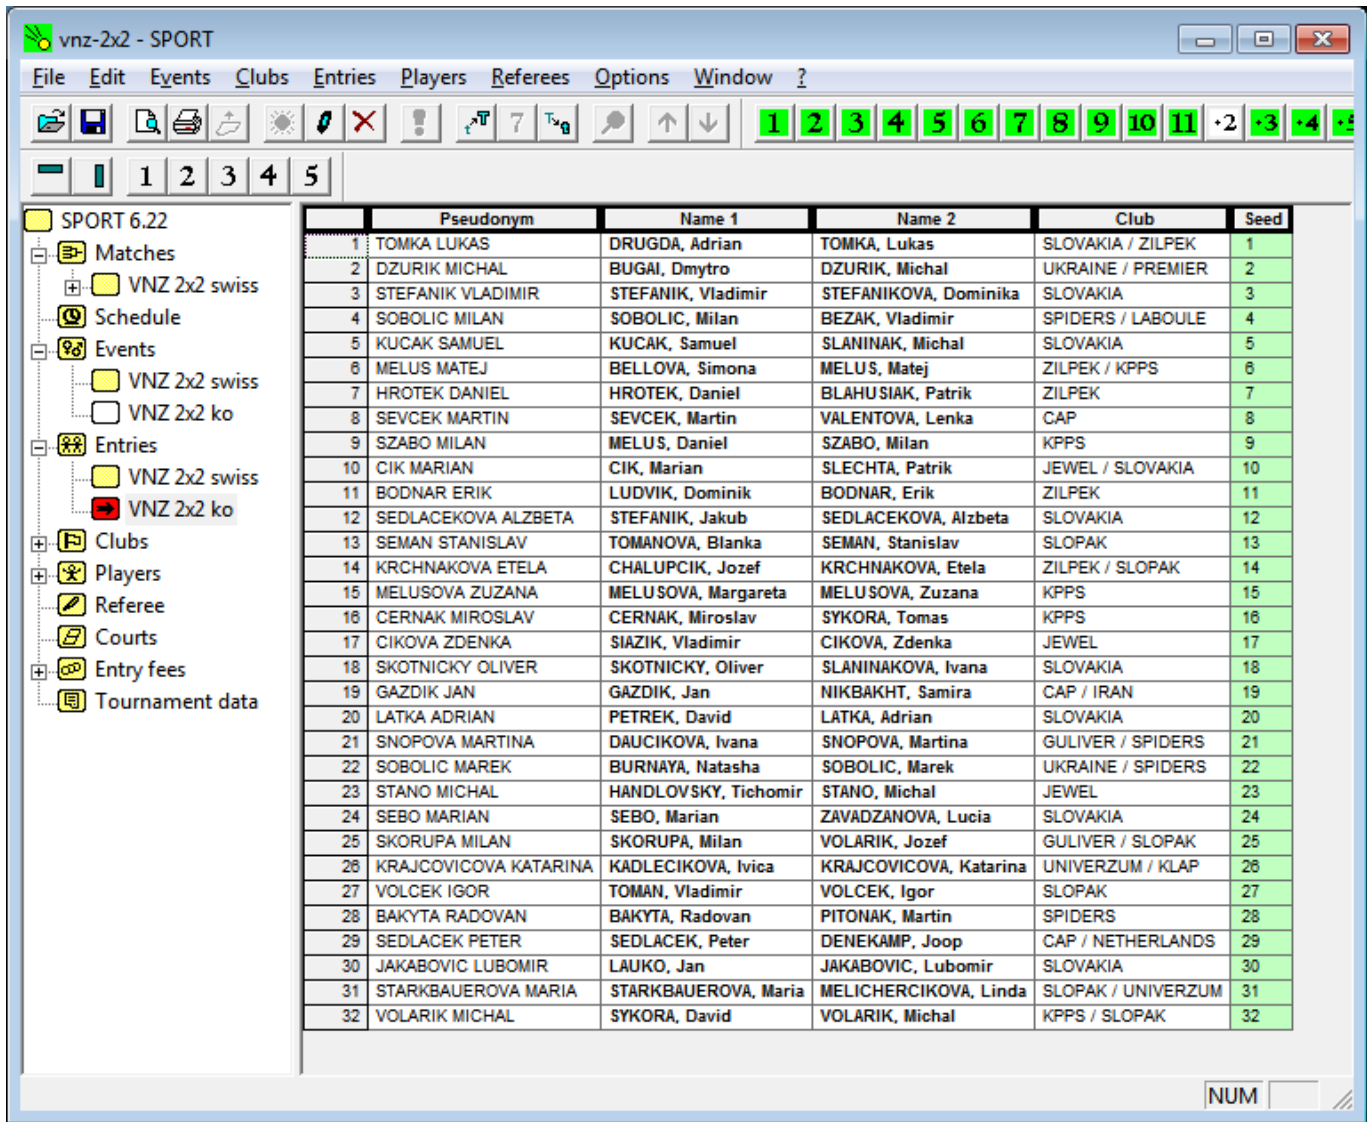 vnz-2x2 - SPORT
File Edit Events Clubs Entries Players Referees Options Window ?
7 1 2 3 4 5 6 7 8 9 10 11 +2 +3 +4 +5
1 2 3 4 5
SPORT 6.22
Matches
VNZ 2x2 swiss
Schedule
Events
VNZ 2x2 swiss
VNZ 2x2 ko
Entries
VNZ 2x2 swiss
VNZ 2x2 ko
Clubs
Players
Referee
Courts
Entry fees
Tournament data
Pseudonym Name 1 Name 2 Club Seed
1 TOMKA LUKAS DRUGDA, Adrian TOMKA, Lukas SLOVAKIA / ZILPEK 1
2 DZURIK MICHAL BUGAI, Dmytro DZURIK, Michal UKRAINE / PREMIER 2
3 STEFANIK VLADIMIR STEFANIK, Vladimir STEFANIKOVA, Dominika SLOVAKIA 3
4 SOBOLIC MILAN SOBOLIC, Milan BEZAK, Vladimir SPIDERS / LABOULE 4
5 KUCAK SAMUEL KUCAK, Samuel SLANINAK, Michal SLOVAKIA 5
6 MELUS MATEJ BELLOVA, Simona MELUS, Matej ZILPEK / KPPS 6
7 HROTEK DANIEL HROTEK, Daniel BLAHUSIAK, Patrik ZILPEK 7
8 SEVCEK MARTIN SEVCEK, Martin VALENTOVA, Lenka CAP 8
9 SZABO MILAN MELUS, Daniel SZABO, Milan KPPS 9
10 CIK MARIAN CIK, Marian SLECHTA, Patrik JEWEL / SLOVAKIA 10
11 BODNAR ERIK LUDVIK, Dominik BODNAR, Erik ZILPEK 11
12 SEDLACEKOVA ALZBETA STEFANIK, Jakub SEDLACEKOVA, Alzbeta SLOVAKIA 12
13 SEMAN STANISLAV TOMANOVA, Blanka SEMAN, Stanislav SLOPAK 13
14 KRCHNAKOVA ETELA CHALUPCIK, Jozef KRCHNAKOVA, Etela ZILPEK / SLOPAK 14
15 MELUSOVA ZUZANA MELUSOVA, Margareta MELUSOVA, Zuzana KPPS 15
16 CERNAK MIROSLAV CERNAK, Miroslav SYKORA, Tomas KPPS 16
17 CIKOVA ZDENKA SIAZIK, Vladimir CIKOVA, Zdenka JEWEL 17
18 SKOTNICKY OLIVER SKOTNICKY, Oliver SLANINAKOVA, Ivana SLOVAKIA 18
19 GAZDIK JAN GAZDIK, Jan NIKBAKHT, Samira CAP / IRAN 19
20 LATKA ADRIAN PETREK, David LATKA, Adrian SLOVAKIA 20
21 SNOPOVA MARTINA DAUCIKOVA, Ivana SNOPOVA, Martina GULIVER / SPIDERS 21
22 SOBOLIC MAREK BURNAYA, Natasha SOBOLIC, Marek UKRAINE / SPIDERS 22
23 STANO MICHAL HANDLOVSKY, Tichomir STANO, Michal JEWEL 23
24 SEBO MARIAN SEBO, Marian ZAVADZANOVA, Lucia SLOVAKIA 24
25 SKORUPA MILAN SKORUPA, Milan VOLARIK, Jozef GULIVER / SLOPAK 25
26 KRAJCOVICOVA KATARINA KADLECIKOVA, Ivica KRAJCOVICOVA, Katarina UNIVERZUM / KLAP 26
27 VOLCEK IGOR TOMAN, Vladimir VOLCEK, Igor SLOPAK 27
28 BAKYTA RADOVAN BAKYTA, Radovan PITONAK, Martin SPIDERS 28
29 SEDLACEK PETER SEDLACEK, Peter DENEKAMP, Joop CAP / NETHERLANDS 29
30 JAKABOVIC LUBOMIR LAUKO, Jan JAKABOVIC, Lubomir SLOVAKIA 30
31 STARKBAUEROVA MARIA STARKBAUEROVA, Maria MELICHERCIKOVA, Linda SLOPAK / UNIVERZUM 31
32 VOLARIK MICHAL SYKORA, David VOLARIK, Michal KPPS / SLOPAK 32
NUM